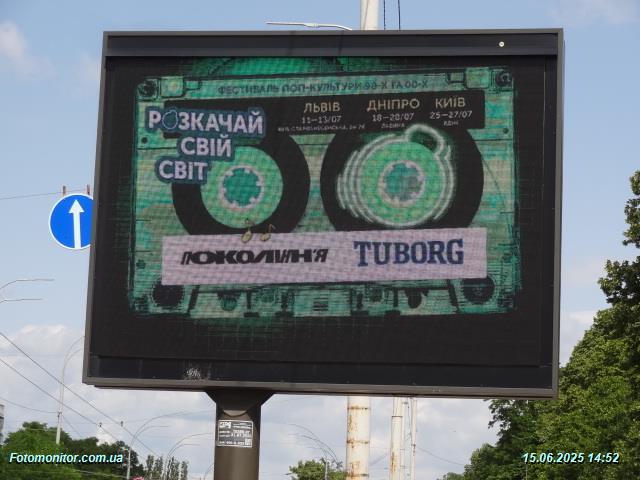 ФЕСТИВАЛЬ ПОП-КУЛЬТУРИ 90-Х ТА 00-Х
РОЗКАЧАЙ
СВІЙ
СВІТ
ЛЬВІВ
11–13/07
ДНІПРО
18–20/07
КИЇВ
25–27/07
ВДНГ
ПОКОЛІННЯ
TUBORG
Fotomonitor.com.ua
15.06.2025 14:52